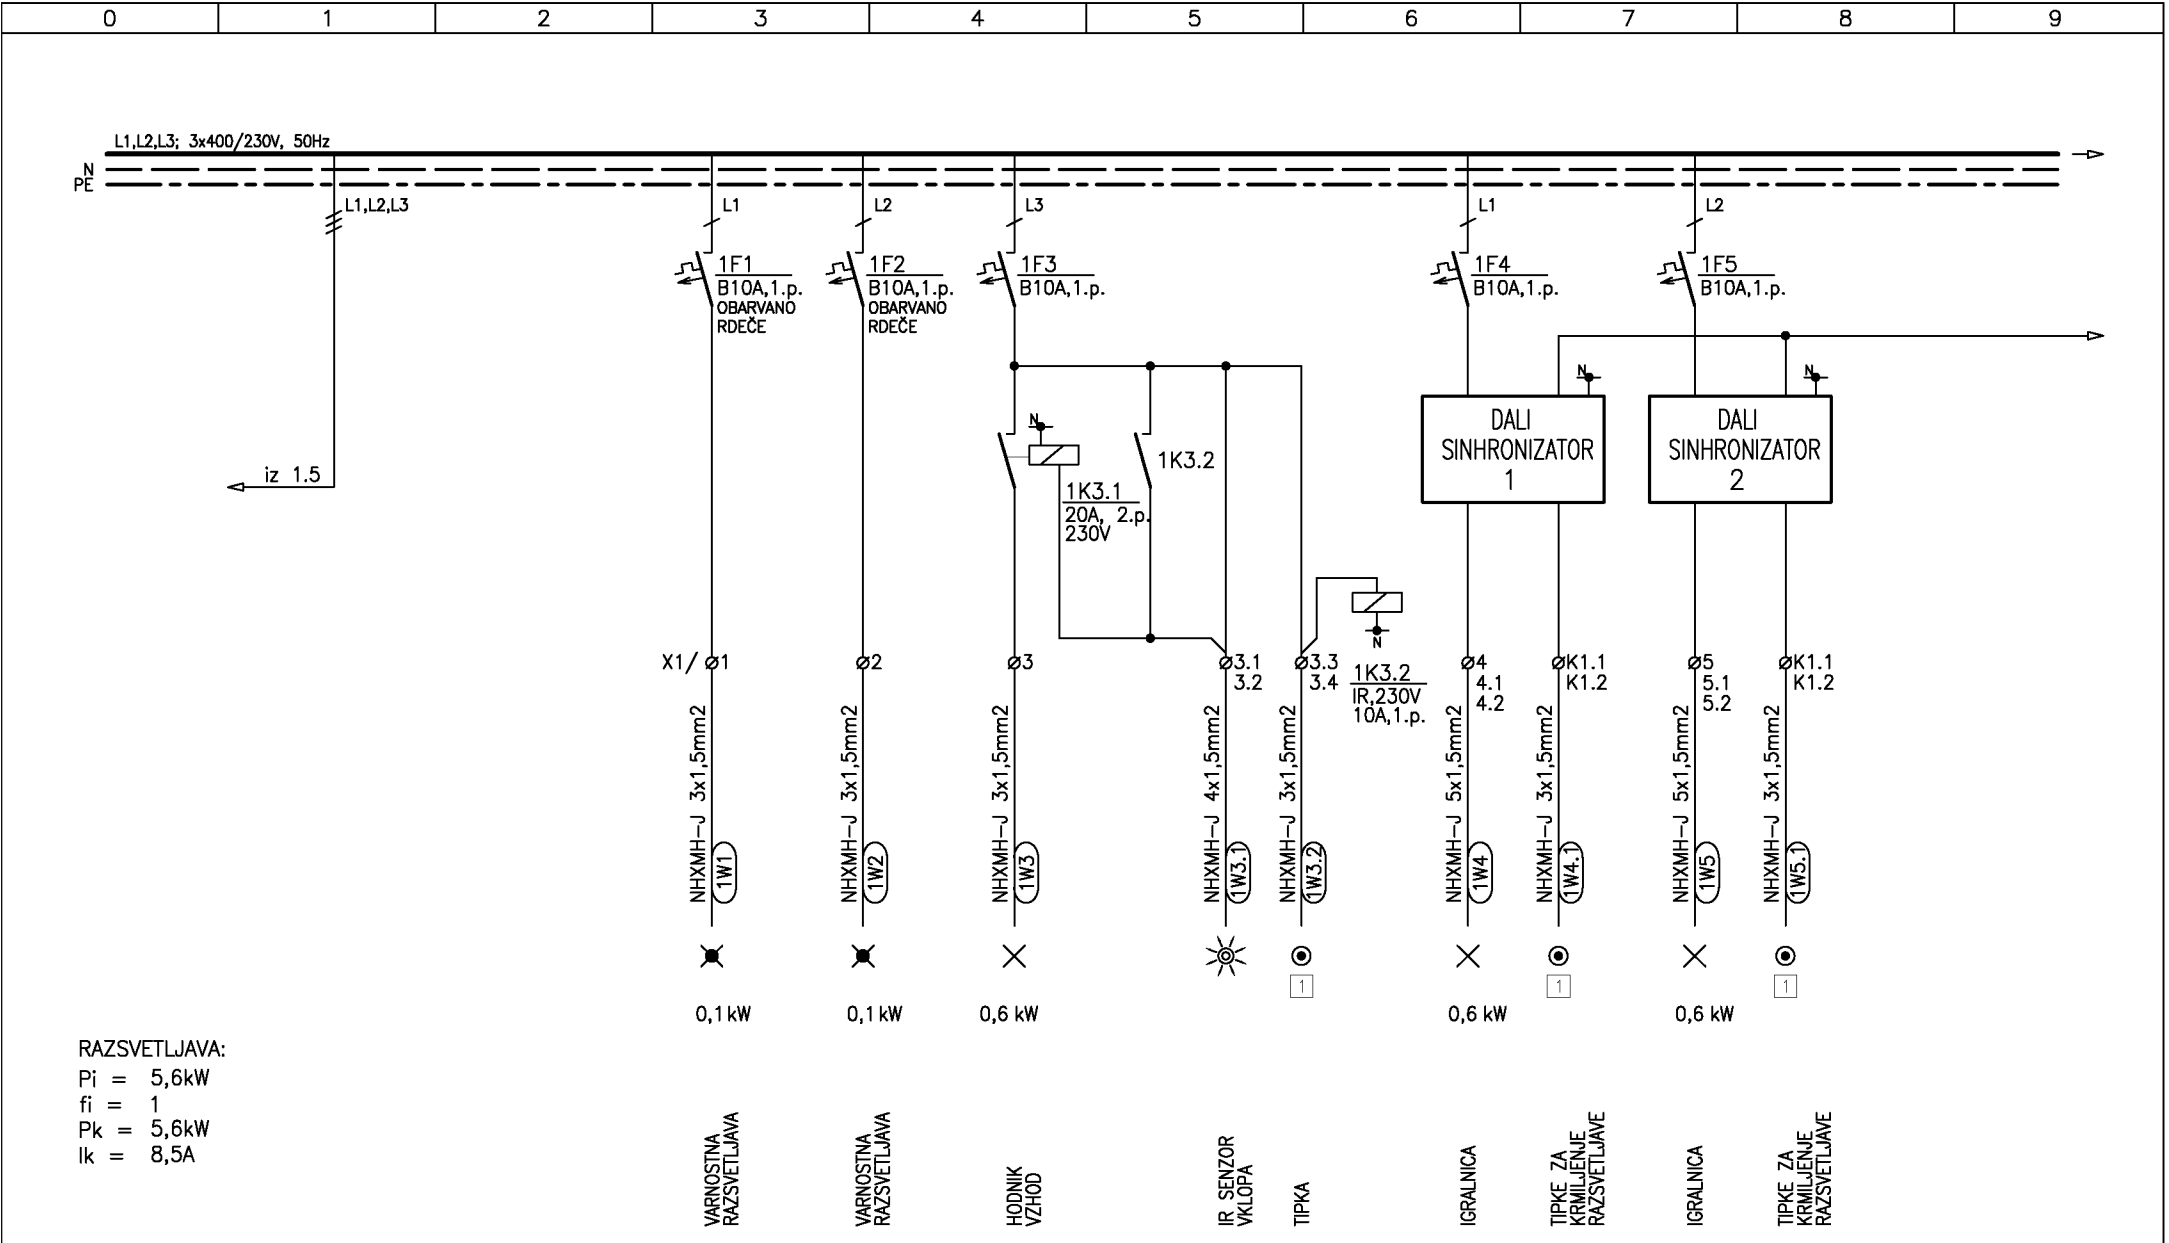 0 1 2 3 4 5 6 7 8 9
L1,L2,L3; 3x400/230V, 50Hz
N
PE
L1,L2,L3
L1
L2
L3
L1
L2
1F1
B10A,1.p.
OBARVANO
RDEČE
1F2
B10A,1.p.
OBARVANO
RDEČE
1F3
B10A,1.p.
1F4
B10A,1.p.
1F5
B10A,1.p.
iz 1.5
N
1K3.1
20A, 2.p.
230V
1K3.2
N
DALI
SINHRONIZATOR
1
N
DALI
SINHRONIZATOR
2
N
X1/ 1
2
3
3.1
3.2
3.3
3.4
1K3.2
IR,230V
10A,1.p.
4
4.1
4.2
K1.1
K1.2
5
5.1
5.2
K1.1
K1.2
NHXMH-J 3x1,5mm2
1W1
NHXMH-J 3x1,5mm2
1W2
NHXMH-J 3x1,5mm2
1W3
NHXMH-J 4x1,5mm2
1W3.1
NHXMH-J 3x1,5mm2
1W3.2
NHXMH-J 5x1,5mm2
1W4
NHXMH-J 3x1,5mm2
1W4.1
NHXMH-J 5x1,5mm2
1W5
NHXMH-J 3x1,5mm2
1W5.1
1
1
1
0,1 kW
0,1 kW
0,6 kW
0,6 kW
0,6 kW
RAZSVETLJAVA:
Pi = 5,6kW
fi = 1
Pk = 5,6kW
Ik = 8,5A
VARNOSTNA
RAZSVETLJAVA
VARNOSTNA
RAZSVETLJAVA
HODNIK
VZHOD
IR SENZOR
VKLOPA
TIPKA
IGRALNICA
TIPKE ZA
KRMILJENJE
RAZSVETLJAVE
IGRALNICA
TIPKE ZA
KRMILJENJE
RAZSVETLJAVE